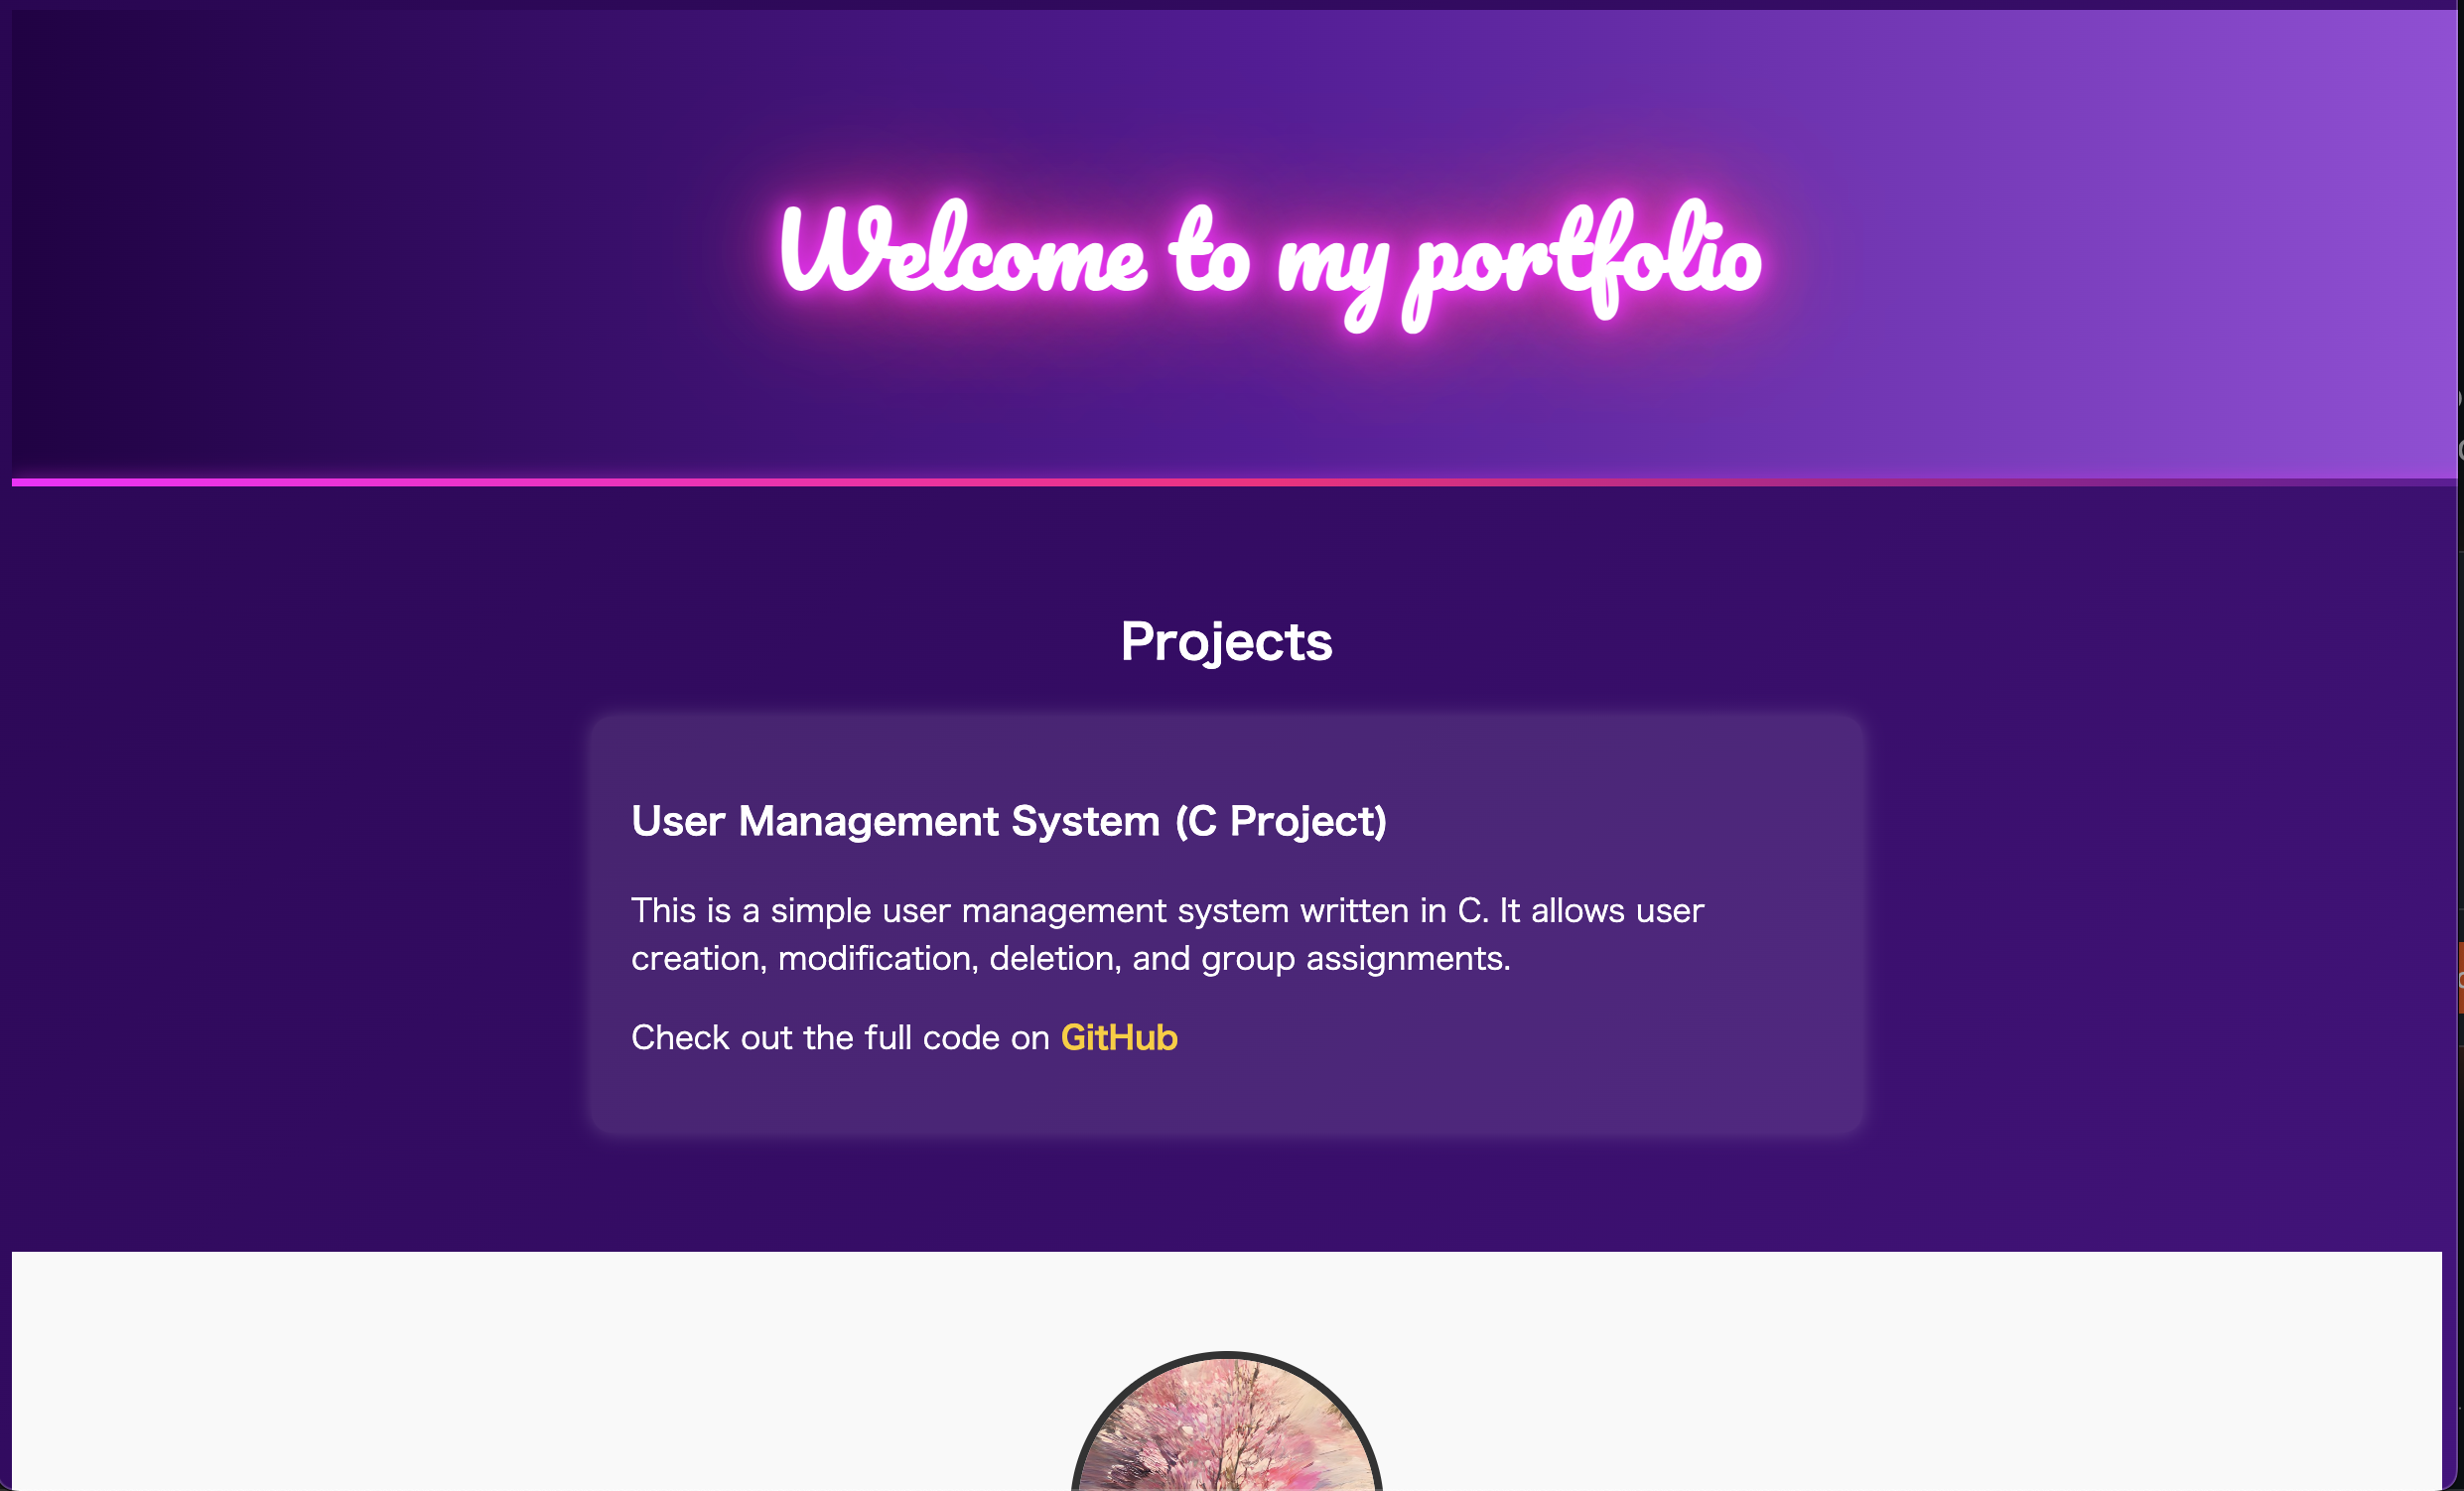 Welcome to my portfolio
Projects
User Management System (C Project)
This is a simple user management system written in C. It allows user
creation, modification, deletion, and group assignments.
Check out the full code on GitHub